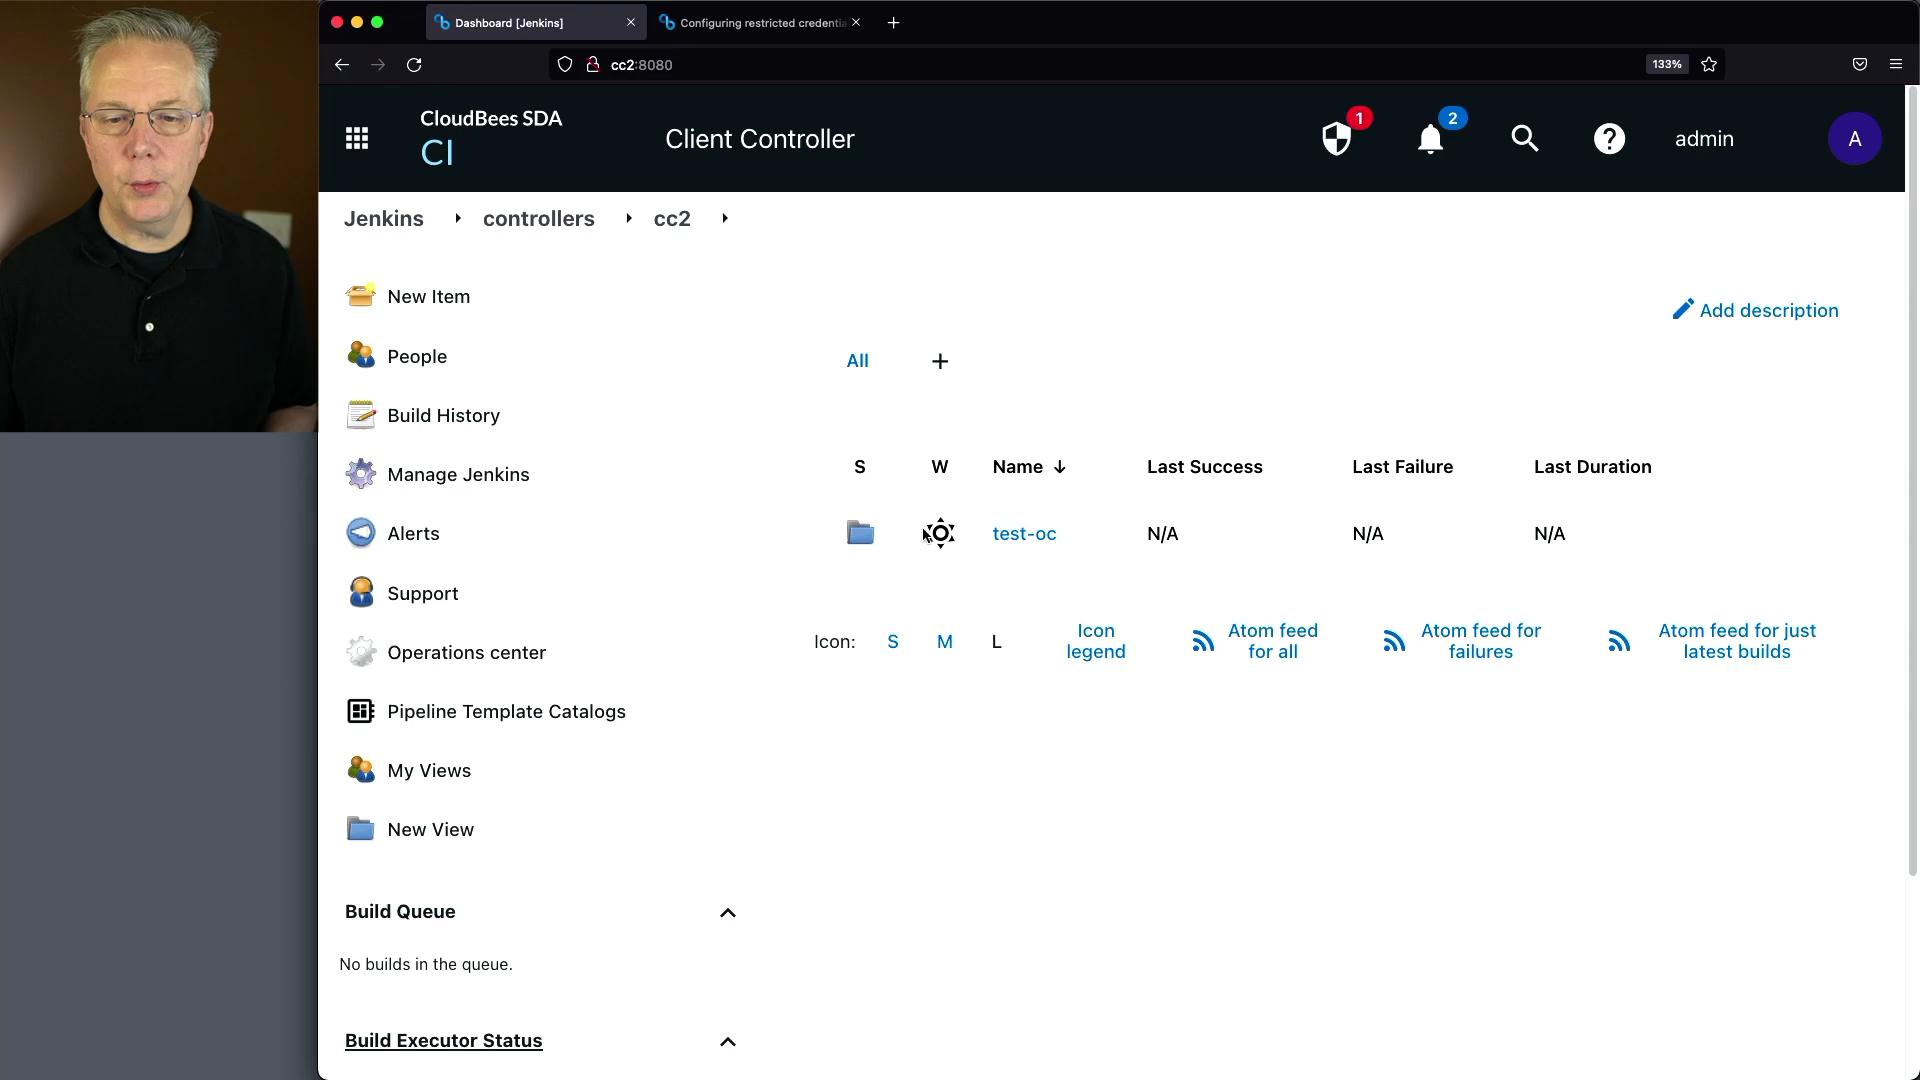 Dashboard [Jenkins]
Configuring restricted credentia
cc2:8080
133%
CloudBees SDA
CI
Client Controller
1
2
admin
A
Jenkins
controllers
cc2
New Item
Add description
People
All
+
Build History
Manage Jenkins
S W Name ↓ Last Success Last Failure Last Duration
Alerts
test-oc N/A N/A N/A
Support
Operations center
Icon: S M L
Icon
legend
Atom feed
for all
Atom feed for
failures
Atom feed for just
latest builds
Pipeline Template Catalogs
My Views
New View
Build Queue
No builds in the queue.
Build Executor Status